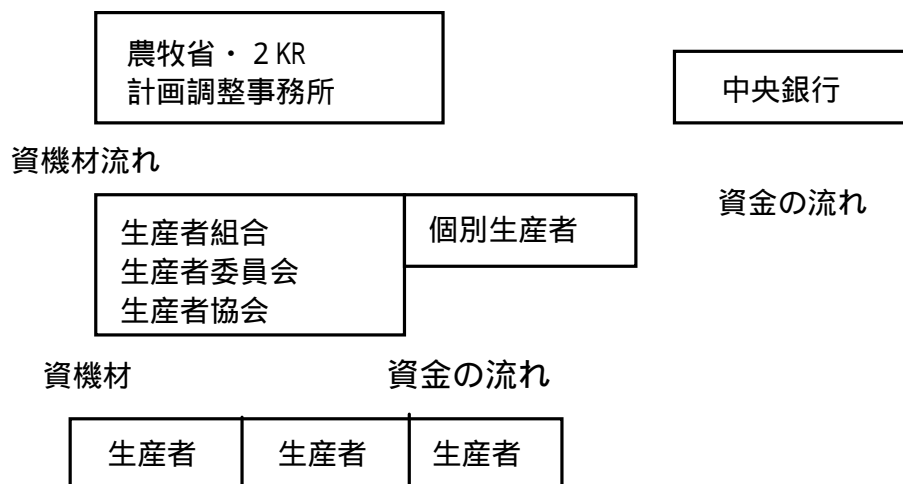 農牧省・２KR
計画調整事務所
中央銀行
資機材流れ
資金の流れ
生産者組合
生産者委員会
生産者協会
個別生産者
資機材
資金の流れ
生産者
生産者
生産者